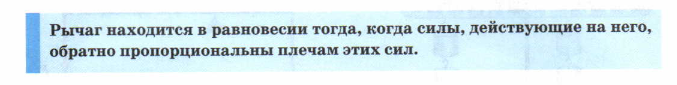 Рычаг находится в равновесии тогда, когда силы, действующие на него,
обратно пропорциональны плечам этих сил.